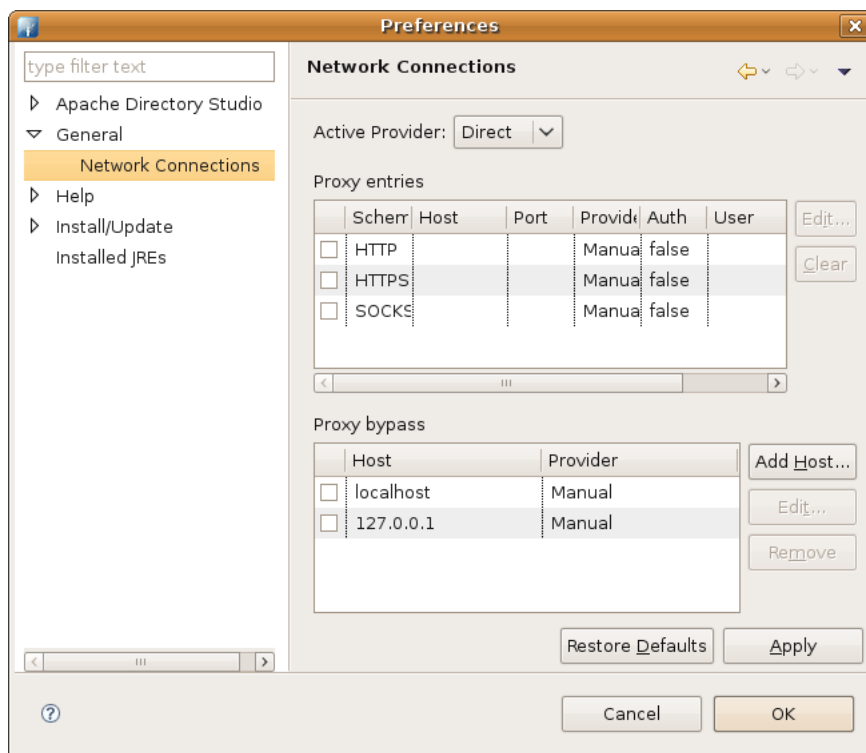 Preferences
type filter text
Network Connections
Apache Directory Studio
General
Network Connections
Help
Install/Update
Installed JREs
Active Provider: Direct
Proxy entries
Schem Host Port Provide Auth User
HTTP Manua false
HTTPS Manua false
SOCKS Manua false
Edit...
Clear
Proxy bypass
Host Provider
localhost Manual
127.0.0.1 Manual
Add Host...
Edit...
Remove
Restore Defaults Apply
Cancel OK